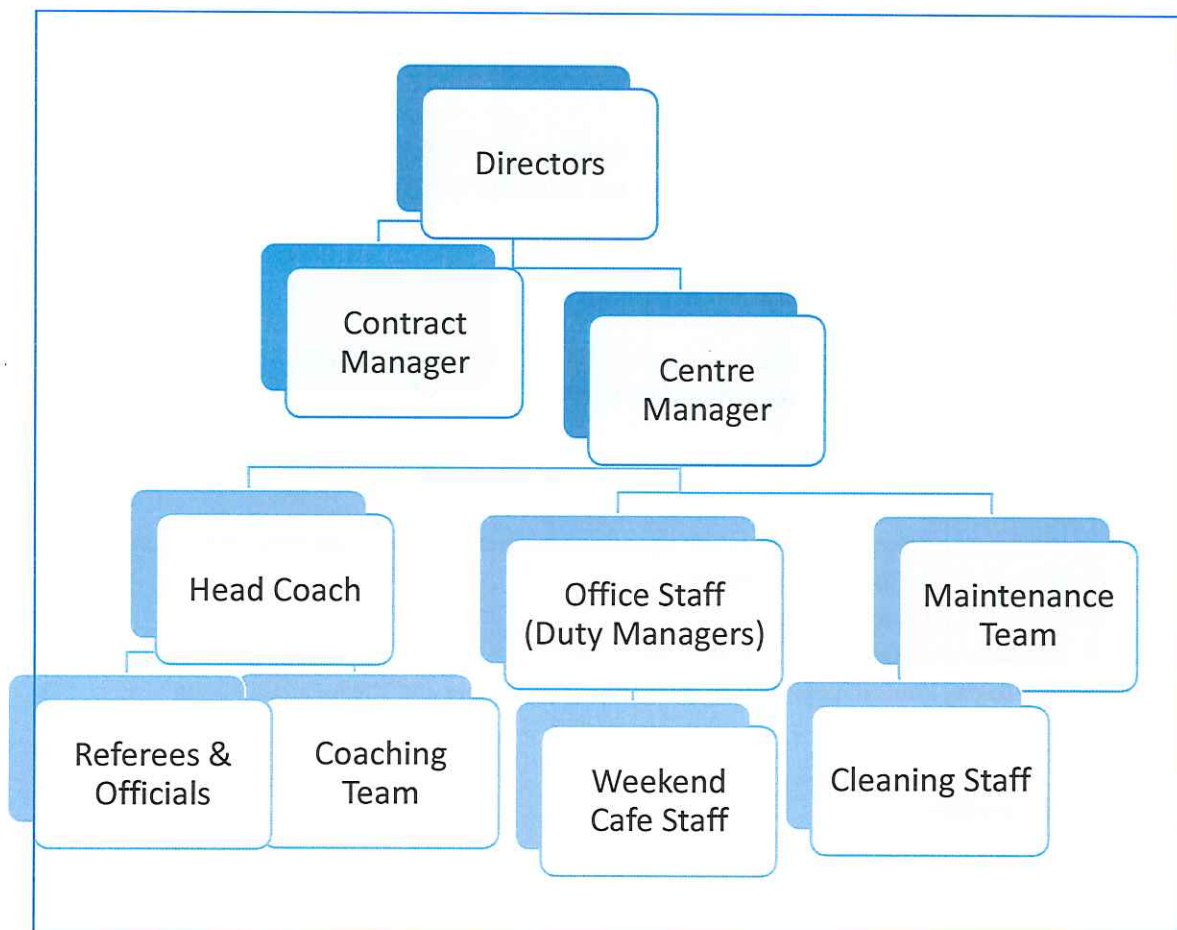 Directors
Contract
Manager
Centre
Manager
Head Coach
Office Staff
(Duty Managers)
Maintenance
Team
Referees &
Officials
Coaching
Team
Weekend
Cafe Staff
Cleaning Staff